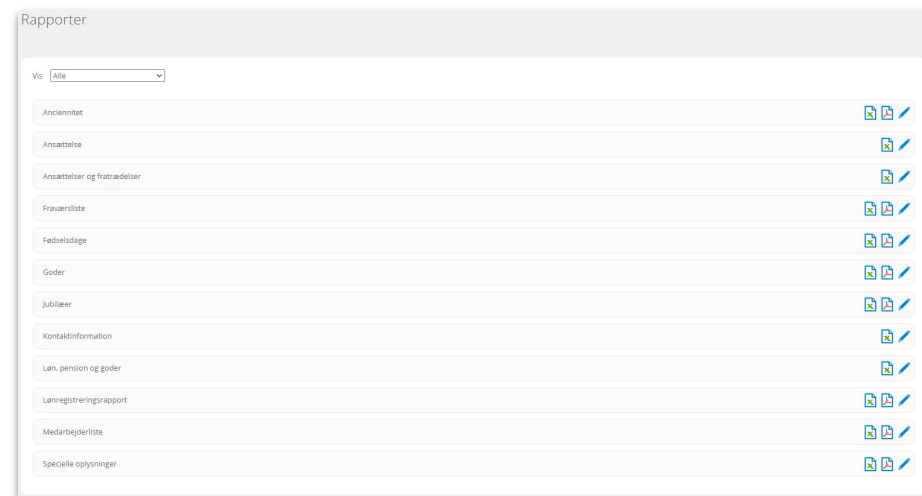 Rapporter
Vis Alle
Anciennitet
Ansættelse
Ansættelser og fratrædelser
Fraværsliste
Fødselsdage
Goder
Jubilæer
Kontaktinformation
Løn, pension og goder
Lønregistreringsrapport
Medarbejderliste
Specielle oplysninger